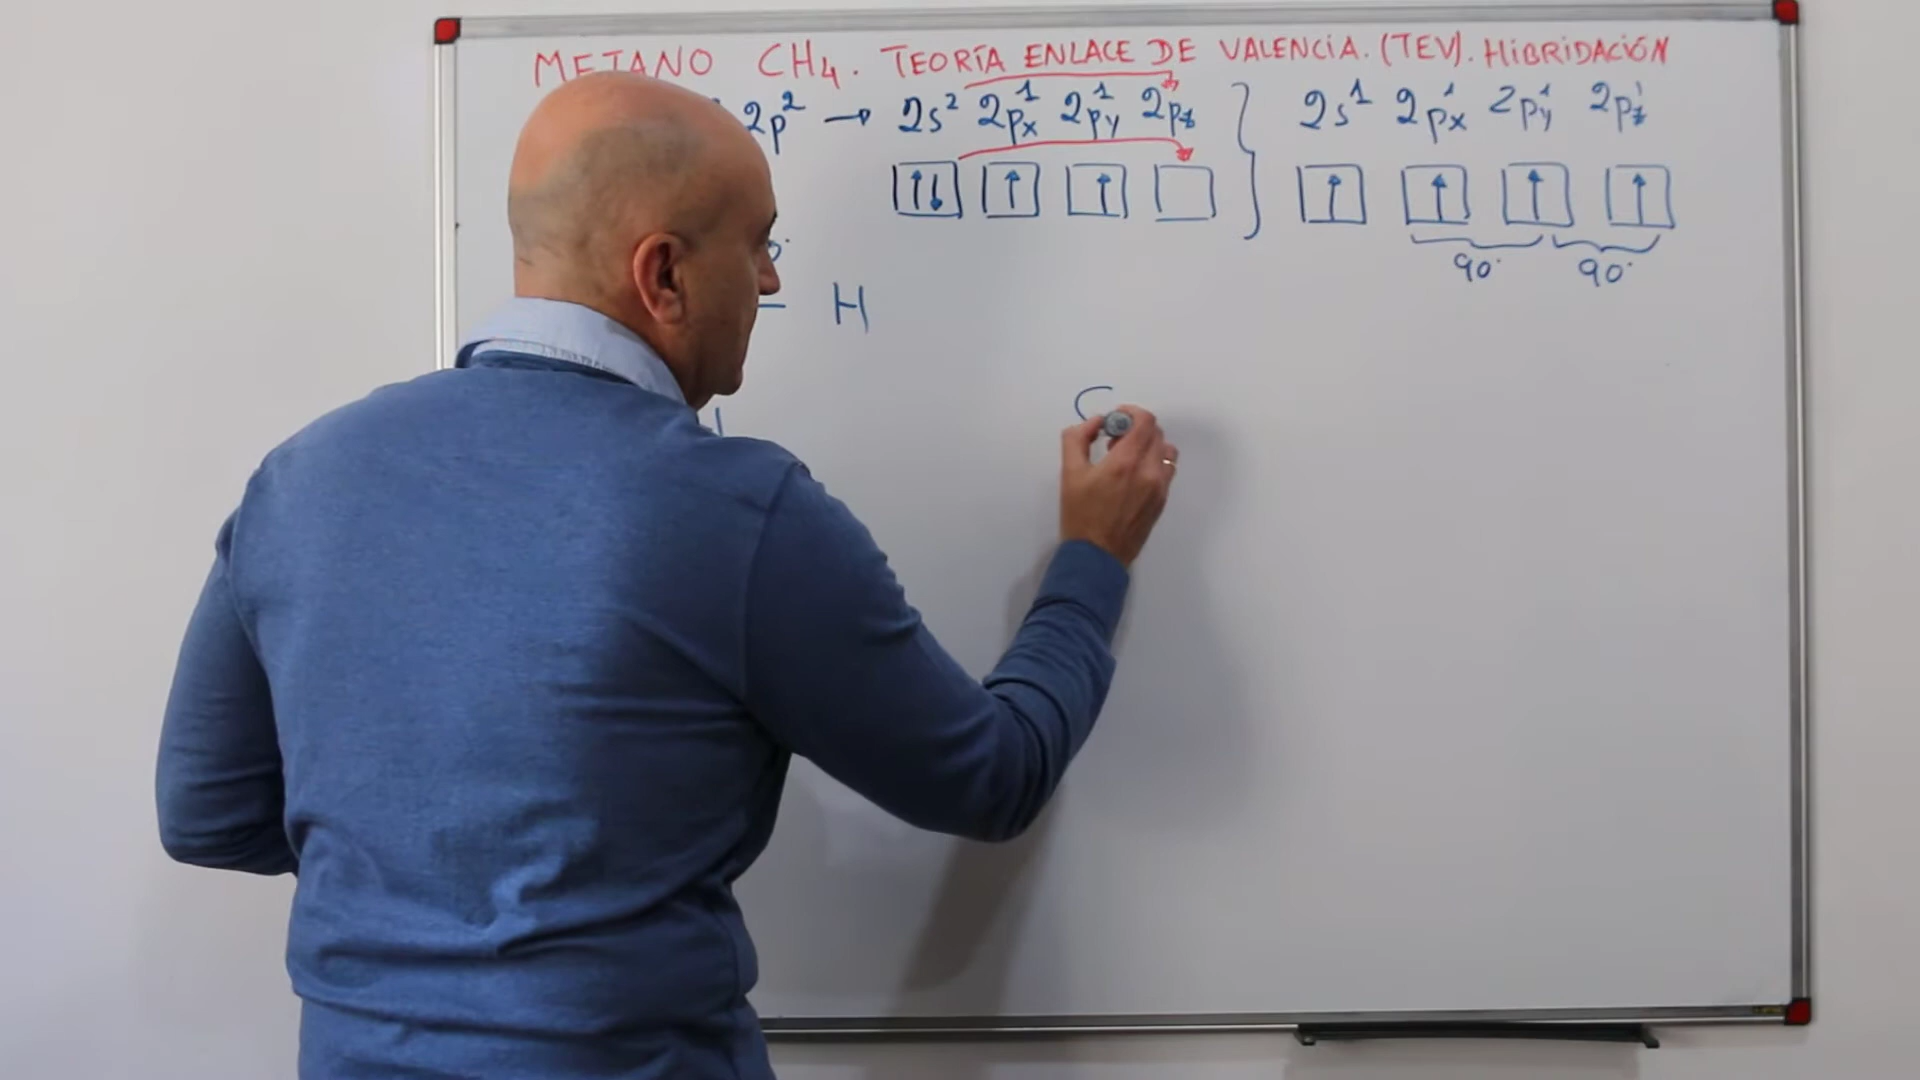 METANO CH₄. TEORÍA ENLACE DE VALENCIA. (TEV). HIBRIDACIÓN
2p² → 2s² 2px¹ 2py¹ 2pz } 2s¹ 2px¹ 2py¹ 2pz¹
↑↓ ↑ ↑ ↑ ↑ ↑ ↑
90° 90°
H
C